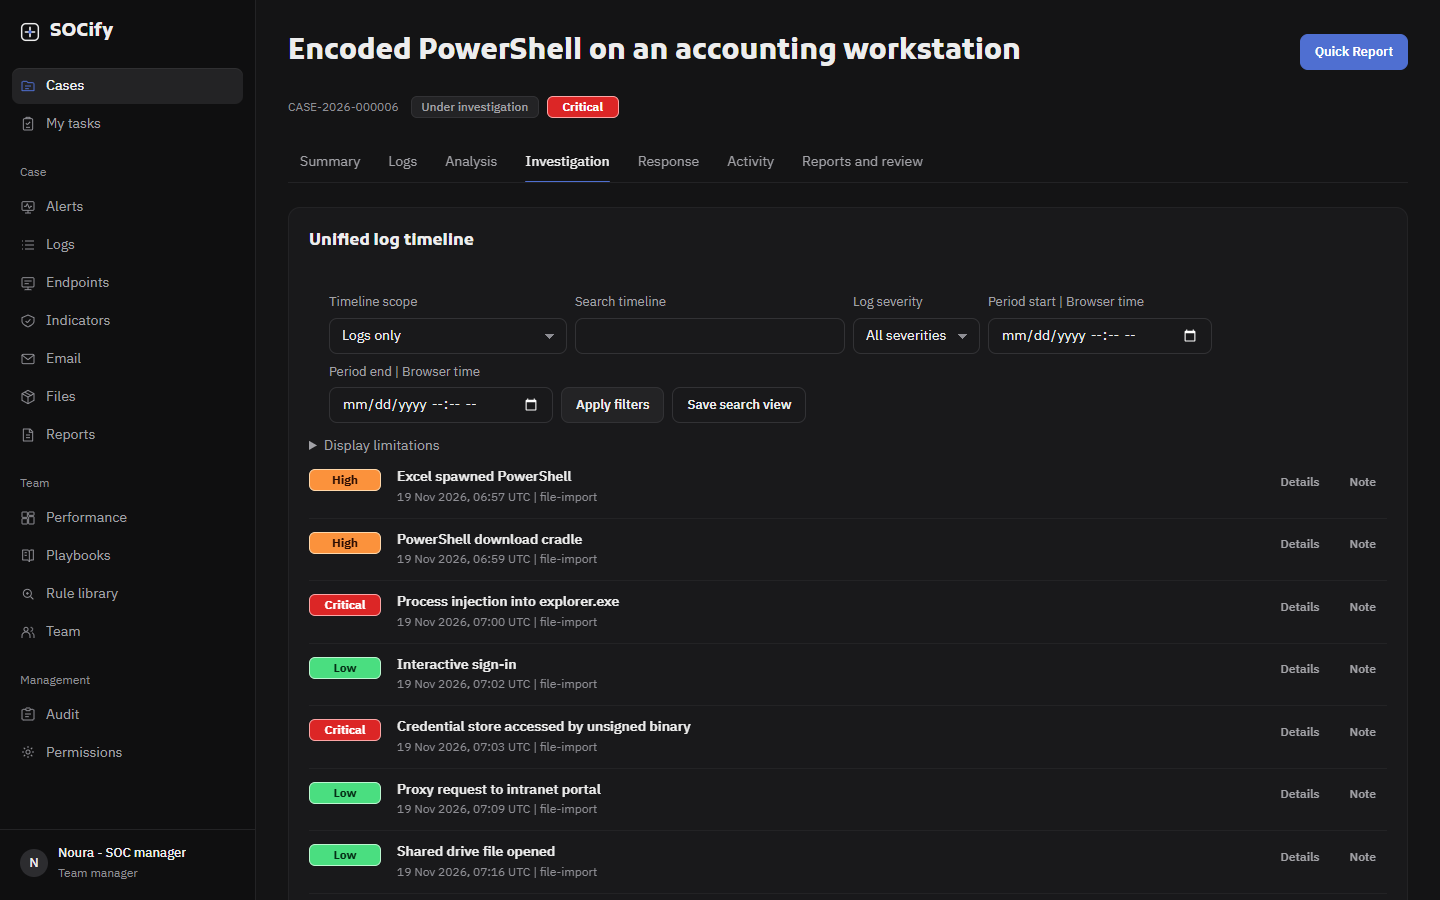 SOCify
Cases
My tasks
Case
Alerts
Logs
Endpoints
Indicators
Email
Files
Reports
Team
Performance
Playbooks
Rule library
Team
Management
Audit
Permissions
N
Noura - SOC manager
Team manager
Encoded PowerShell on an accounting workstation
Quick Report
CASE-2026-000006 Under investigation Critical
Summary Logs Analysis Investigation Response Activity Reports and review
Unified log timeline
Timeline scope Search timeline Log severity Period start | Browser time
Logs only All severities mm/dd/yyyy --:-- --
Period end | Browser time
mm/dd/yyyy --:-- -- Apply filters Save search view
Display limitations
High Excel spawned PowerShell Details Note
19 Nov 2026, 06:57 UTC | file-import
High PowerShell download cradle Details Note
19 Nov 2026, 06:59 UTC | file-import
Critical Process injection into explorer.exe Details Note
19 Nov 2026, 07:00 UTC | file-import
Low Interactive sign-in Details Note
19 Nov 2026, 07:02 UTC | file-import
Critical Credential store accessed by unsigned binary Details Note
19 Nov 2026, 07:03 UTC | file-import
Low Proxy request to intranet portal Details Note
19 Nov 2026, 07:09 UTC | file-import
Low Shared drive file opened Details Note
19 Nov 2026, 07:16 UTC | file-import